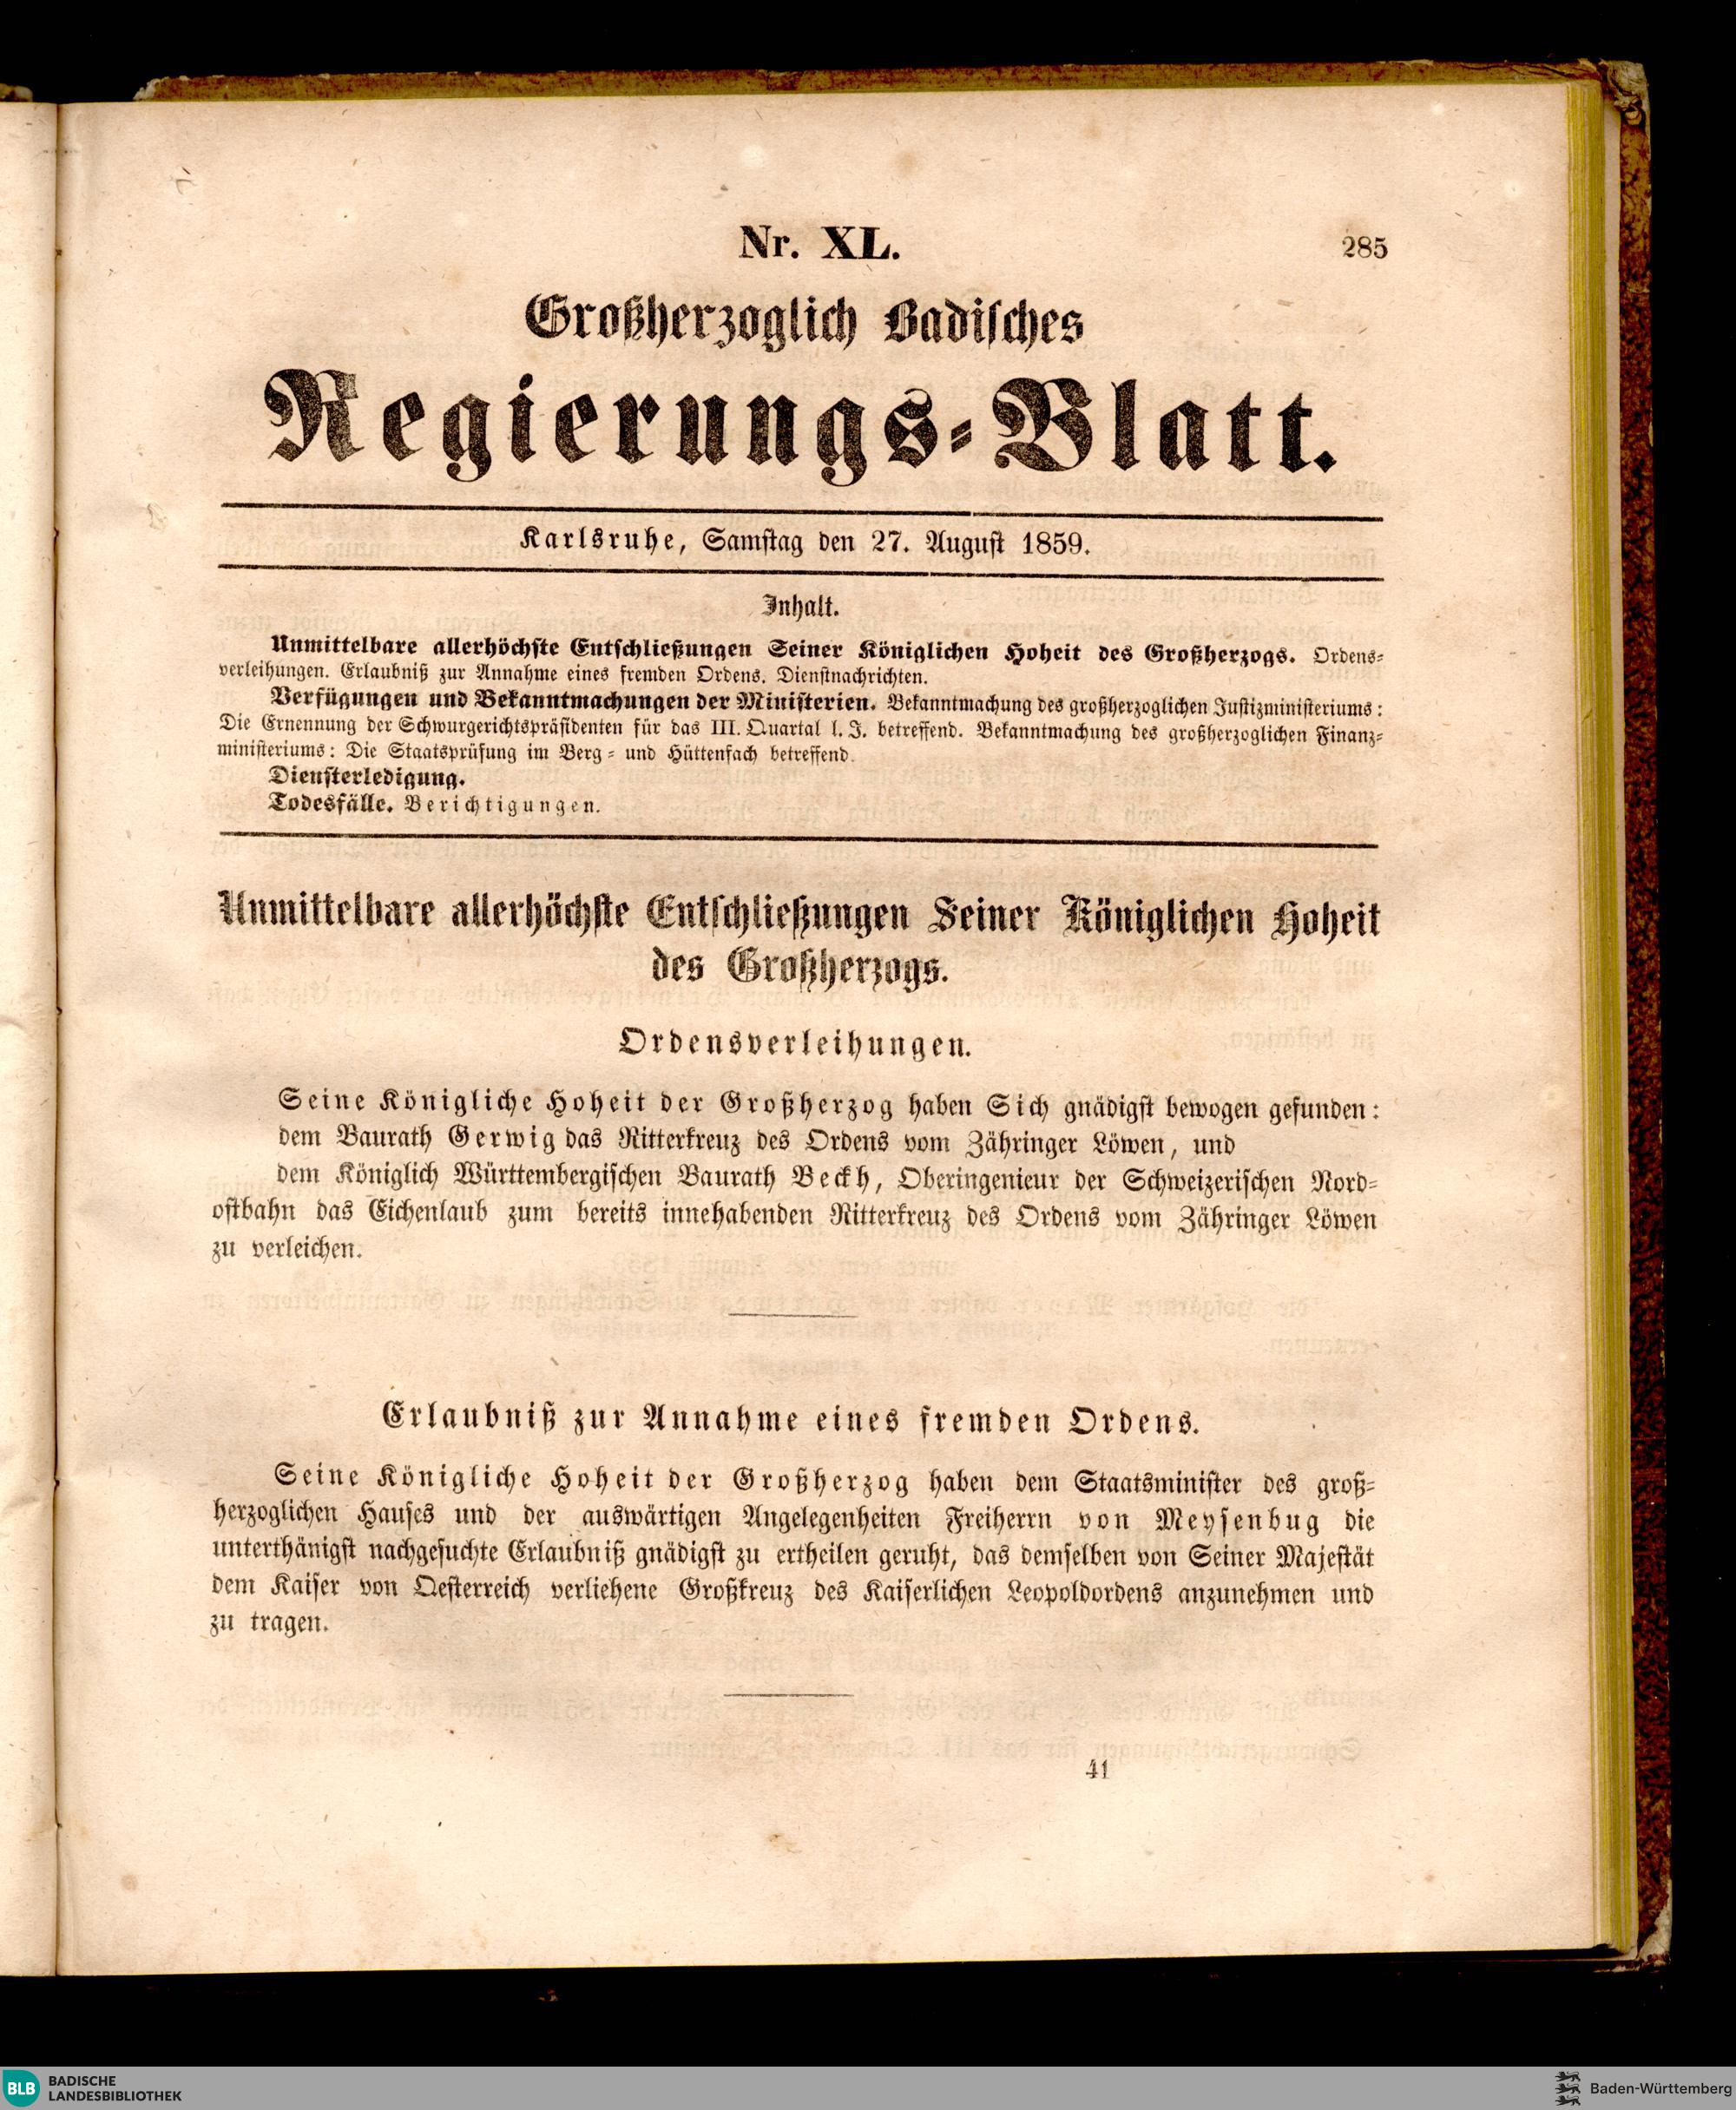 Nr. XL.
285
Großherzoglich Badisches
Regierungs-Blatt.
Karlsruhe, Samstag den 27. August 1859.
Inhalt.
Unmittelbare allerhöchste Entschließungen Seiner Königlichen Hoheit des Großherzogs. Ordens-
verleihungen. Erlaubniß zur Annahme eines fremden Ordens. Dienstnachrichten.
Verfügungen und Bekanntmachungen der Ministerien. Bekanntmachung des großherzoglichen Justizministeriums:
Die Ernennung der Schwurgerichtspräsidenten für das III. Quartal l. J. betreffend. Bekanntmachung des großherzoglichen Finanz-
ministeriums: Die Staatsprüfung im Berg- und Hüttenfach betreffend.
Diensterledigung.
Todesfälle. Berichtigungen.
Unmittelbare allerhöchste Entschließungen Seiner Königlichen Hoheit
des Großherzogs.
Ordensverleihungen.
Seine Königliche Hoheit der Großherzog haben Sich gnädigst bewogen gefunden:
dem Baurath Gerwig das Ritterkreuz des Ordens vom Zähringer Löwen, und
dem Königlich Württembergischen Baurath Beckh, Oberingenieur der Schweizerischen Nord-
ostbahn das Eichenlaub zum bereits innehabenden Ritterkreuz des Ordens vom Zähringer Löwen
zu verleichen.
Erlaubniß zur Annahme eines fremden Ordens.
Seine Königliche Hoheit der Großherzog haben dem Staatsminister des groß-
herzoglichen Hauses und der auswärtigen Angelegenheiten Freiherrn von Meysenbug die
unterthänigst nachgesuchte Erlaubniß gnädigst zu ertheilen geruht, das demselben von Seiner Majestät
dem Kaiser von Oesterreich verliehene Großkreuz des Kaiserlichen Leopoldordens anzunehmen und
zu tragen.
41
BLB BADISCHE
LANDESBIBLIOTHEK
Baden-Württemberg